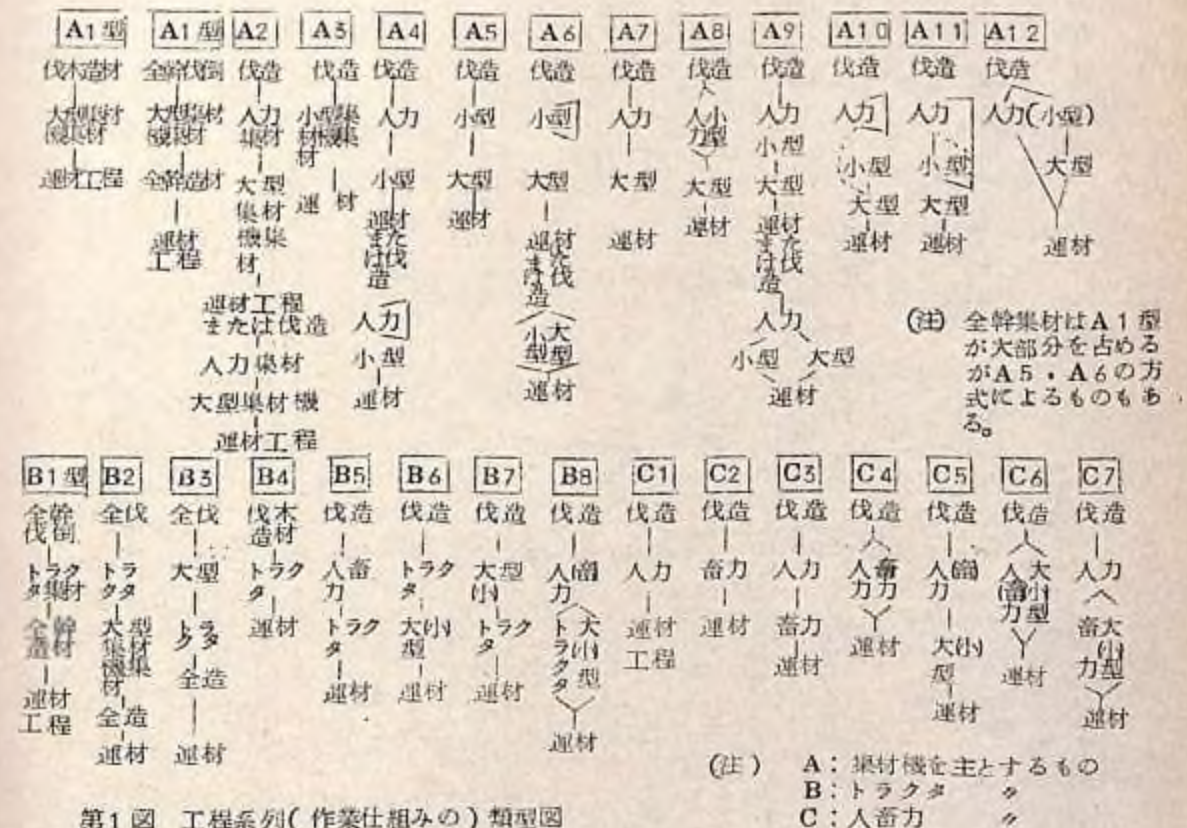 A1型 A1型 A2 A3 A4 A5 A6 A7 A8 A9 A10 A11 A12
伐木造材 全幹伐倒 伐造 伐造 伐造 伐造 伐造 伐造 伐造 伐造 伐造 伐造 伐造
大型集材機集材 大型集材機集材 人力集材 小型集材機集材 人力 小型 小型 人力 人力小型 人力 人力 人力 人力(小型)
運材工程 全幹造材 大型集材機集材 運材 小型 大型 大型 大型 大型 小型 小型 小型 大型
運材工程 運材または伐造 運材 運材または伐造 運材 運材 大型 大型 大型 運材
運材または伐造 運材 運材
運材工程または伐造 人力 小型大型 人力
人力集材 小型 運材 小型 大型
大型集材機 運材 運材
運材工程
(注) 全幹集材はA1型
が大部分を占める
がA5・A6の方
式によるものもあ
る。
B1型 B2 B3 B4 B5 B6 B7 B8 C1 C2 C3 C4 C5 C6 C7
全幹伐倒 全伐 全伐 伐木造材 伐造 伐造 伐造 伐造 伐造 伐造 伐造 伐造 伐造 伐造 伐造
トラクタ集材 トラクタ 大型 トラクタ 人畜力 トラクタ 大型(小) 人力(畜) 人力 畜力 人力 人畜力力 人力(畜) 人(畜)力大小型 人力
全幹造材 大型集材機集材 トラクタ 運材 トラクタ 大(小)型 トラクタ トラクタ大(小)型 運材工程 運材 畜力 運材 大(小)型 運材 畜力大(小)型
運材工程 全造 全造 運材 運材 運材 運材 運材 運材 運材
運材 運材
(注) A:集材機を主とするもの
B:トラクタ 〃
C:人畜力 〃
第1図 工程系列(作業仕組みの)類型図